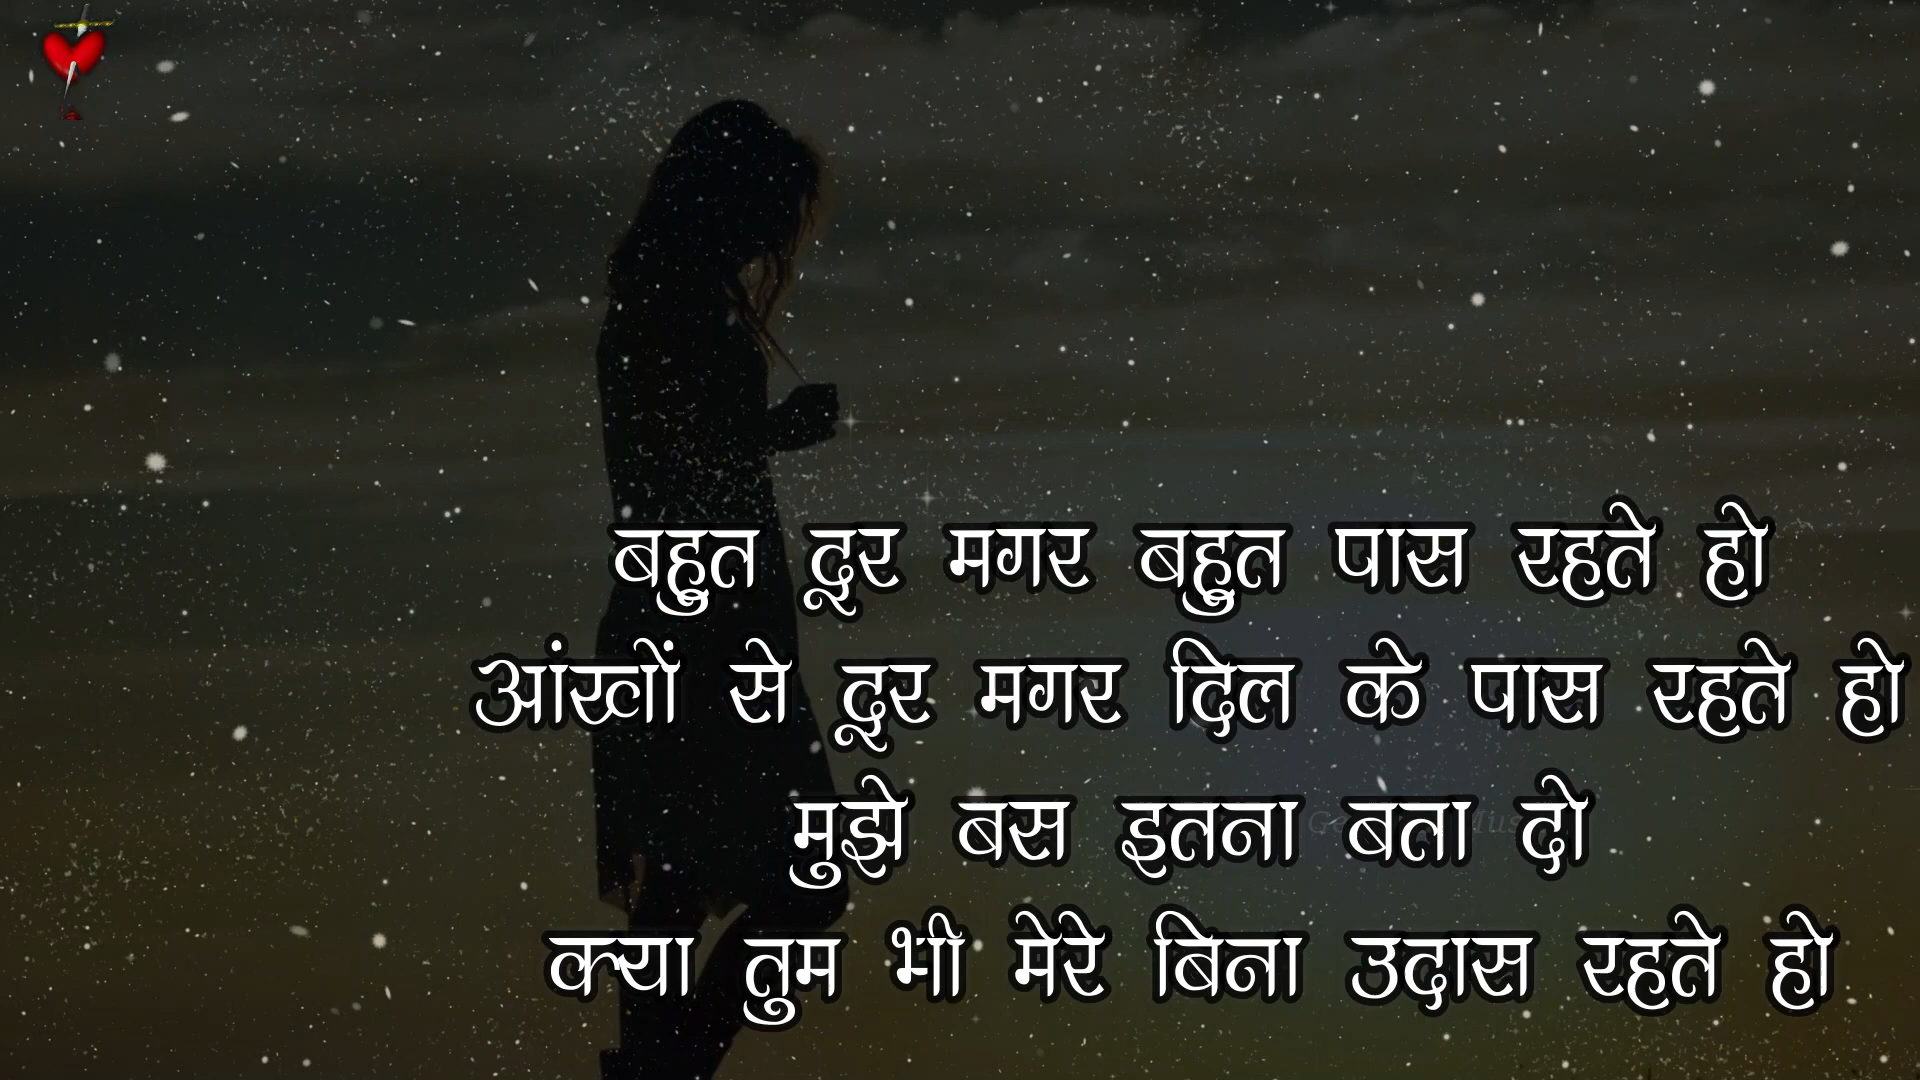 बहुत दूर मगर बहुत पास रहते हो
आंखों से दूर मगर दिल के पास रहते हो
मुझे बस इतना बता दो
क्या तुम भी मेरे बिना उदास रहते हो